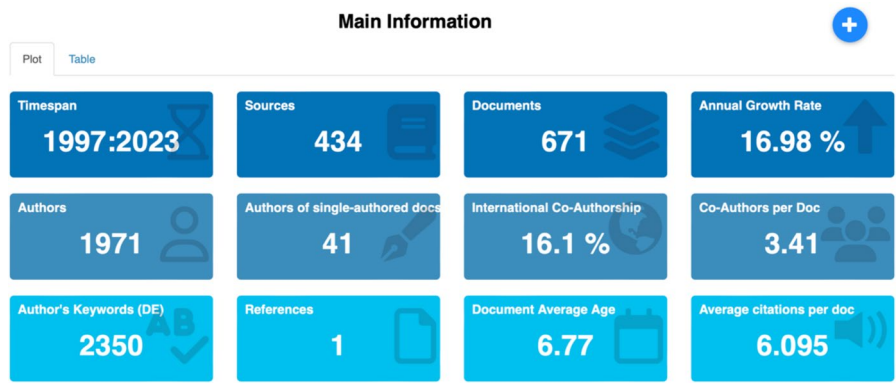 Main Information
Plot Table
Timespan
1997:2023
Sources
434
Documents
671
Annual Growth Rate
16.98 %
Authors
1971
Authors of single-authored docs
41
International Co-Authorship
16.1 %
Co-Authors per Doc
3.41
Author's Keywords (DE)
2350
References
1
Document Average Age
6.77
Average citations per doc
6.095